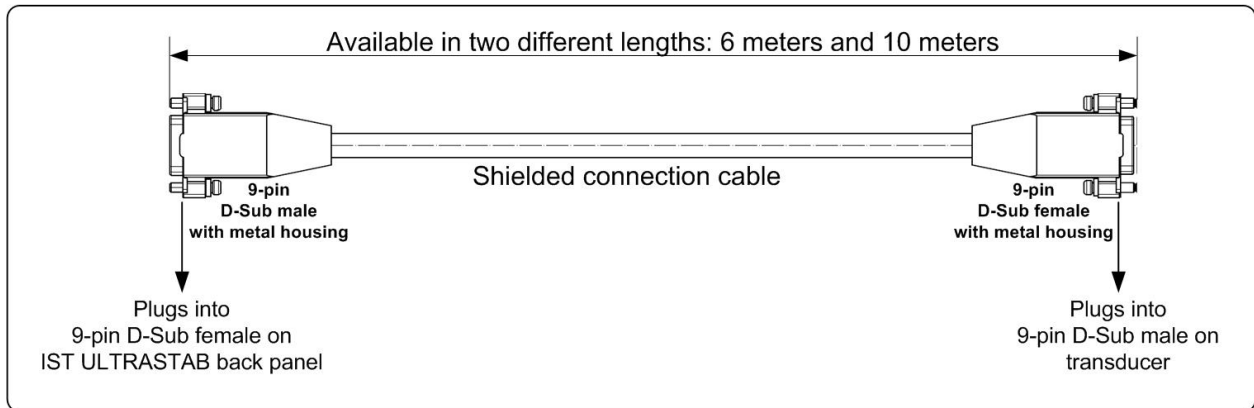 Available in two different lengths: 6 meters and 10 meters
Shielded connection cable
9-pin
D-Sub male
with metal housing
9-pin
D-Sub female
with metal housing
Plugs into
9-pin D-Sub female on
IST ULTRASTAB back panel
Plugs into
9-pin D-Sub male on
transducer